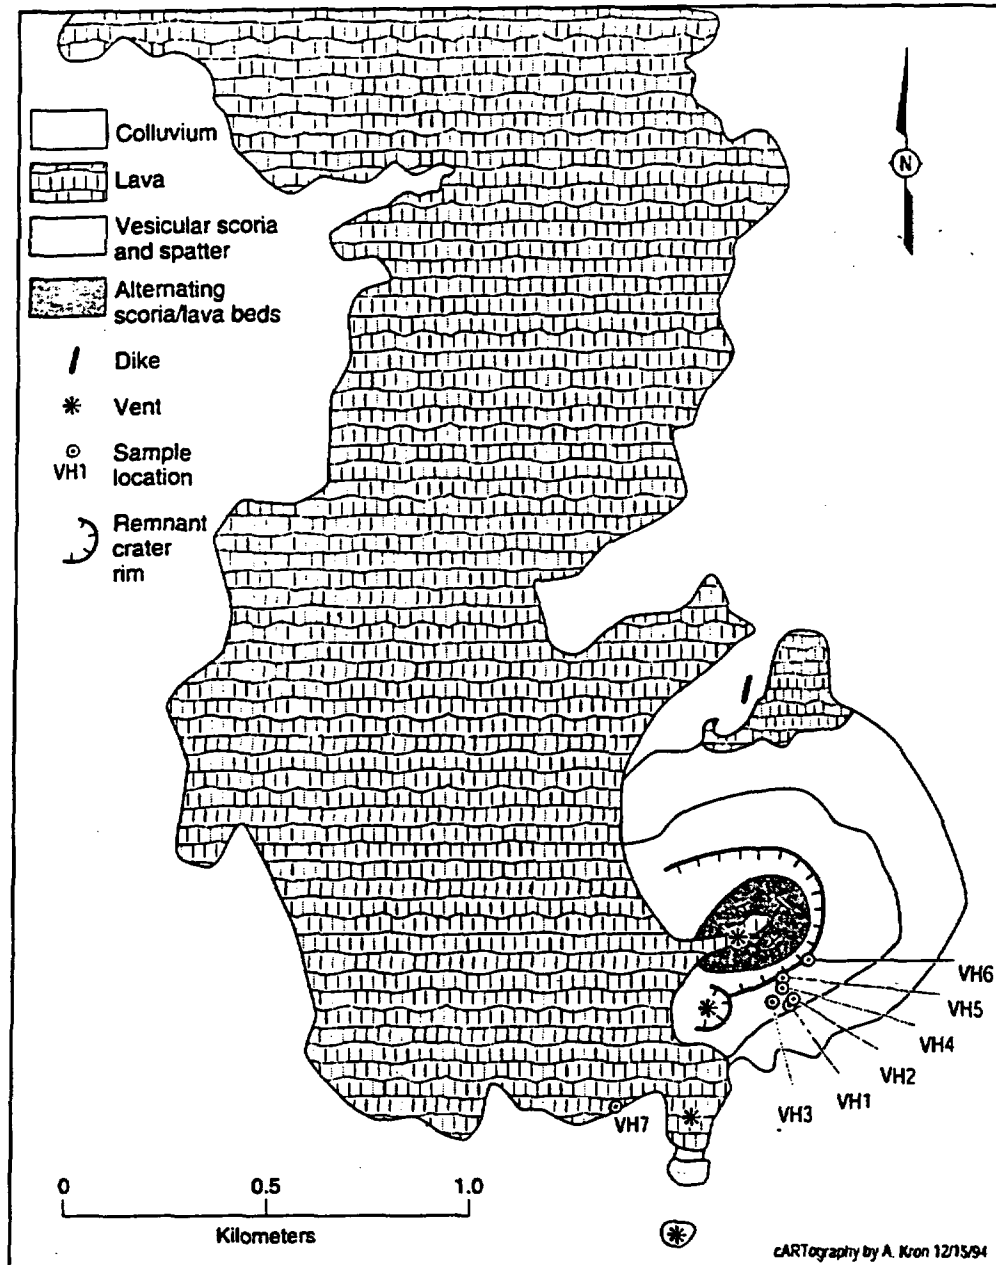 N
Colluvium
Lava
Vesicular scoria
and spatter
Alternating
scoria/lava beds
Dike
Vent
Sample
location
VH1
Remnant
crater
rim
VH6
VH5
VH4
VH2
VH1
VH3
VH7
0 0.5 1.0
Kilometers
cARTography by A. Kron 12/15/94